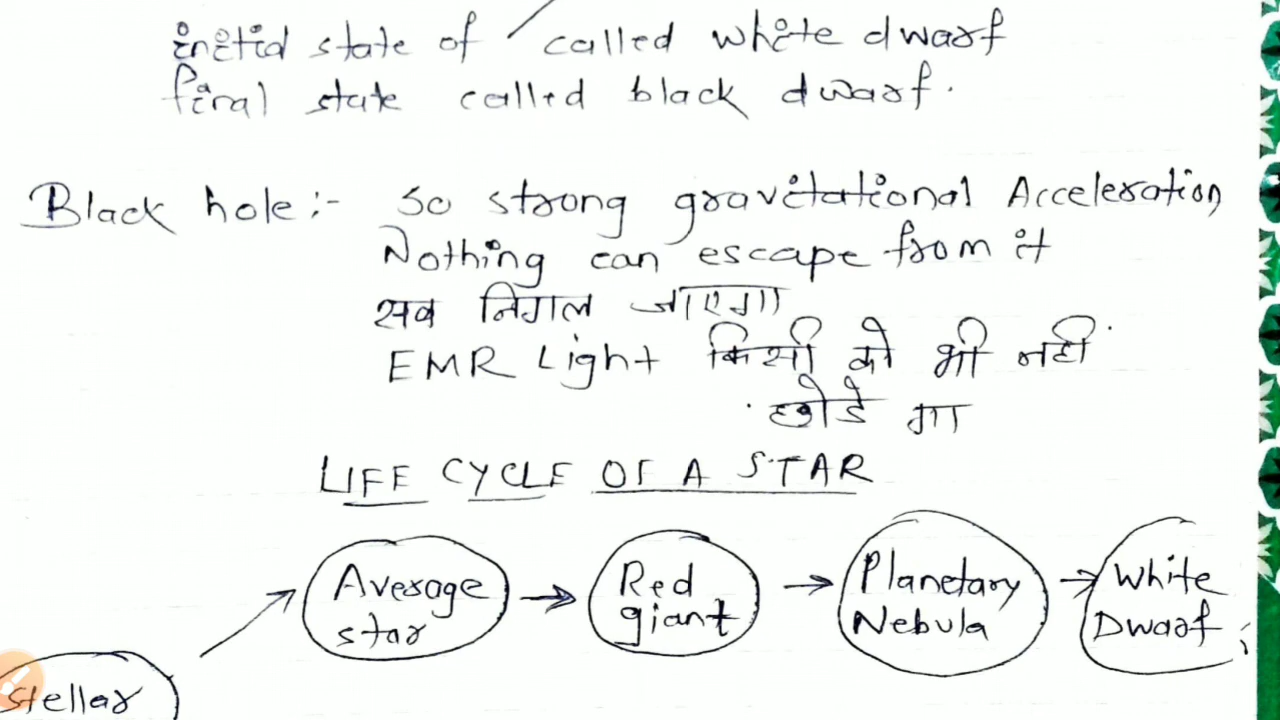 initial state of called white dwarf
final state called black dwarf.
Black hole :- So strong gravitational Acceleration
Nothing can escape from it
सब निगल जाएगा
EMR Light किसी को भी नहीं
छोडे गा
LIFE CYCLE OF A STAR
Average star → Red giant → Planetary Nebula → White Dwarf
stellar